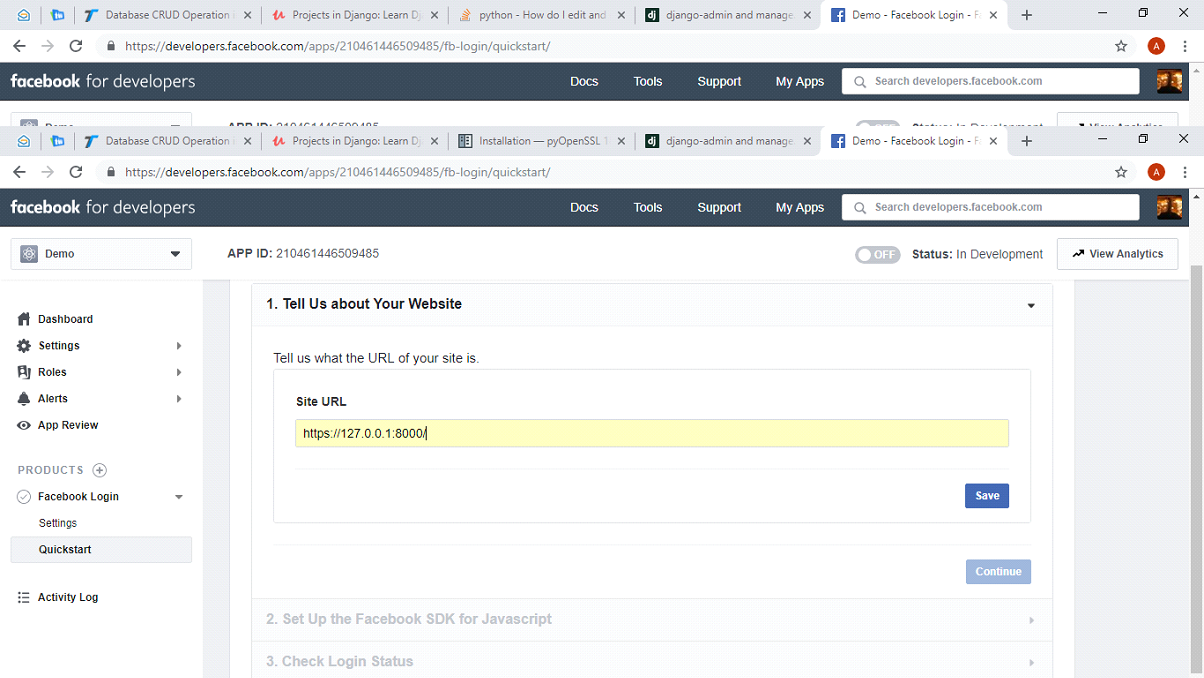 Database CRUD Operation i
Projects in Django: Learn Dj
python - How do I edit and
django-admin and manage.
Demo - Facebook Login - F
https://developers.facebook.com/apps/210461446509485/fb-login/quickstart/
A
facebook for developers
Docs
Tools
Support
My Apps
Search developers.facebook.com
Database CRUD Operation i
Projects in Django: Learn Dj
Installation — pyOpenSSL 1
django-admin and manage.
Demo - Facebook Login - F
https://developers.facebook.com/apps/210461446509485/fb-login/quickstart/
A
facebook for developers
Docs
Tools
Support
My Apps
Search developers.facebook.com
Demo
APP ID: 210461446509485
OFF
Status: In Development
View Analytics
Dashboard
Settings
Roles
Alerts
App Review
PRODUCTS
Facebook Login
Settings
Quickstart
Activity Log
1. Tell Us about Your Website
Tell us what the URL of your site is.
Site URL
https://127.0.0.1:8000/
Save
Continue
2. Set Up the Facebook SDK for Javascript
3. Check Login Status